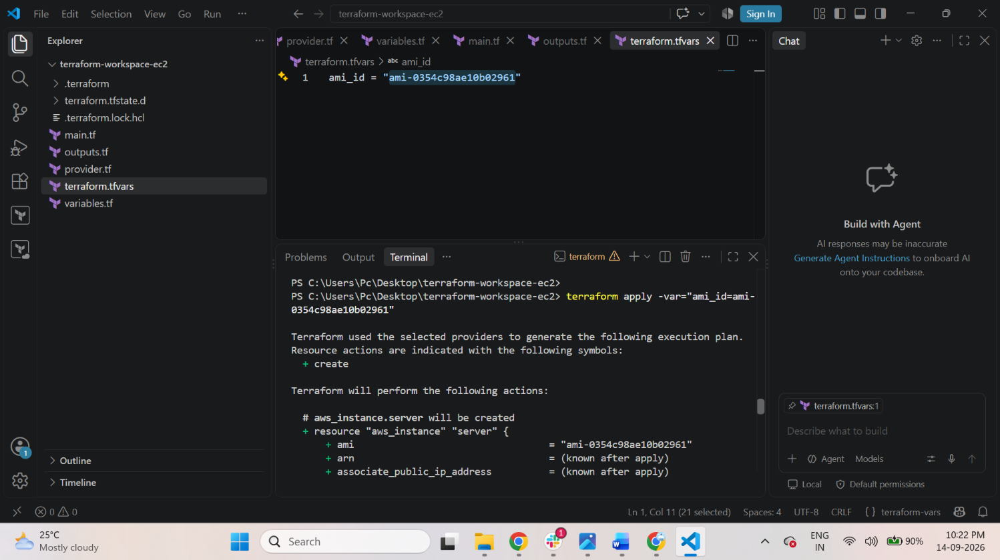 File Edit Selection View Go Run ···
terraform-workspace-ec2
Sign In
Explorer
terraform-workspace-ec2
.terraform
terraform.tfstate.d
.terraform.lock.hcl
main.tf
outputs.tf
provider.tf
terraform.tfvars
variables.tf
Outline
Timeline
provider.tf variables.tf main.tf outputs.tf terraform.tfvars
terraform.tfvars > abc ami_id
1 ami_id = "ami-0354c98ae10b02961"
Problems Output Terminal ···
terraform
PS C:\Users\Pc\Desktop\terraform-workspace-ec2>
PS C:\Users\Pc\Desktop\terraform-workspace-ec2> terraform apply -var="ami_id=ami-
0354c98ae10b02961"
Terraform used the selected providers to generate the following execution plan.
Resource actions are indicated with the following symbols:
+ create
Terraform will perform the following actions:
# aws_instance.server will be created
+ resource "aws_instance" "server" {
+ ami = "ami-0354c98ae10b02961"
+ arn = (known after apply)
+ associate_public_ip_address = (known after apply)
Chat
Build with Agent
AI responses may be inaccurate
Generate Agent Instructions to onboard AI
onto your codebase.
terraform.tfvars:1
Describe what to build
Agent Models
Local Default permissions
1
0 0
Ln 1, Col 11 (21 selected) Spaces: 4 UTF-8 CRLF { } terraform-vars
25°C
Mostly cloudy
Search
1
ENG
IN
90%
10:22 PM
14-09-2026